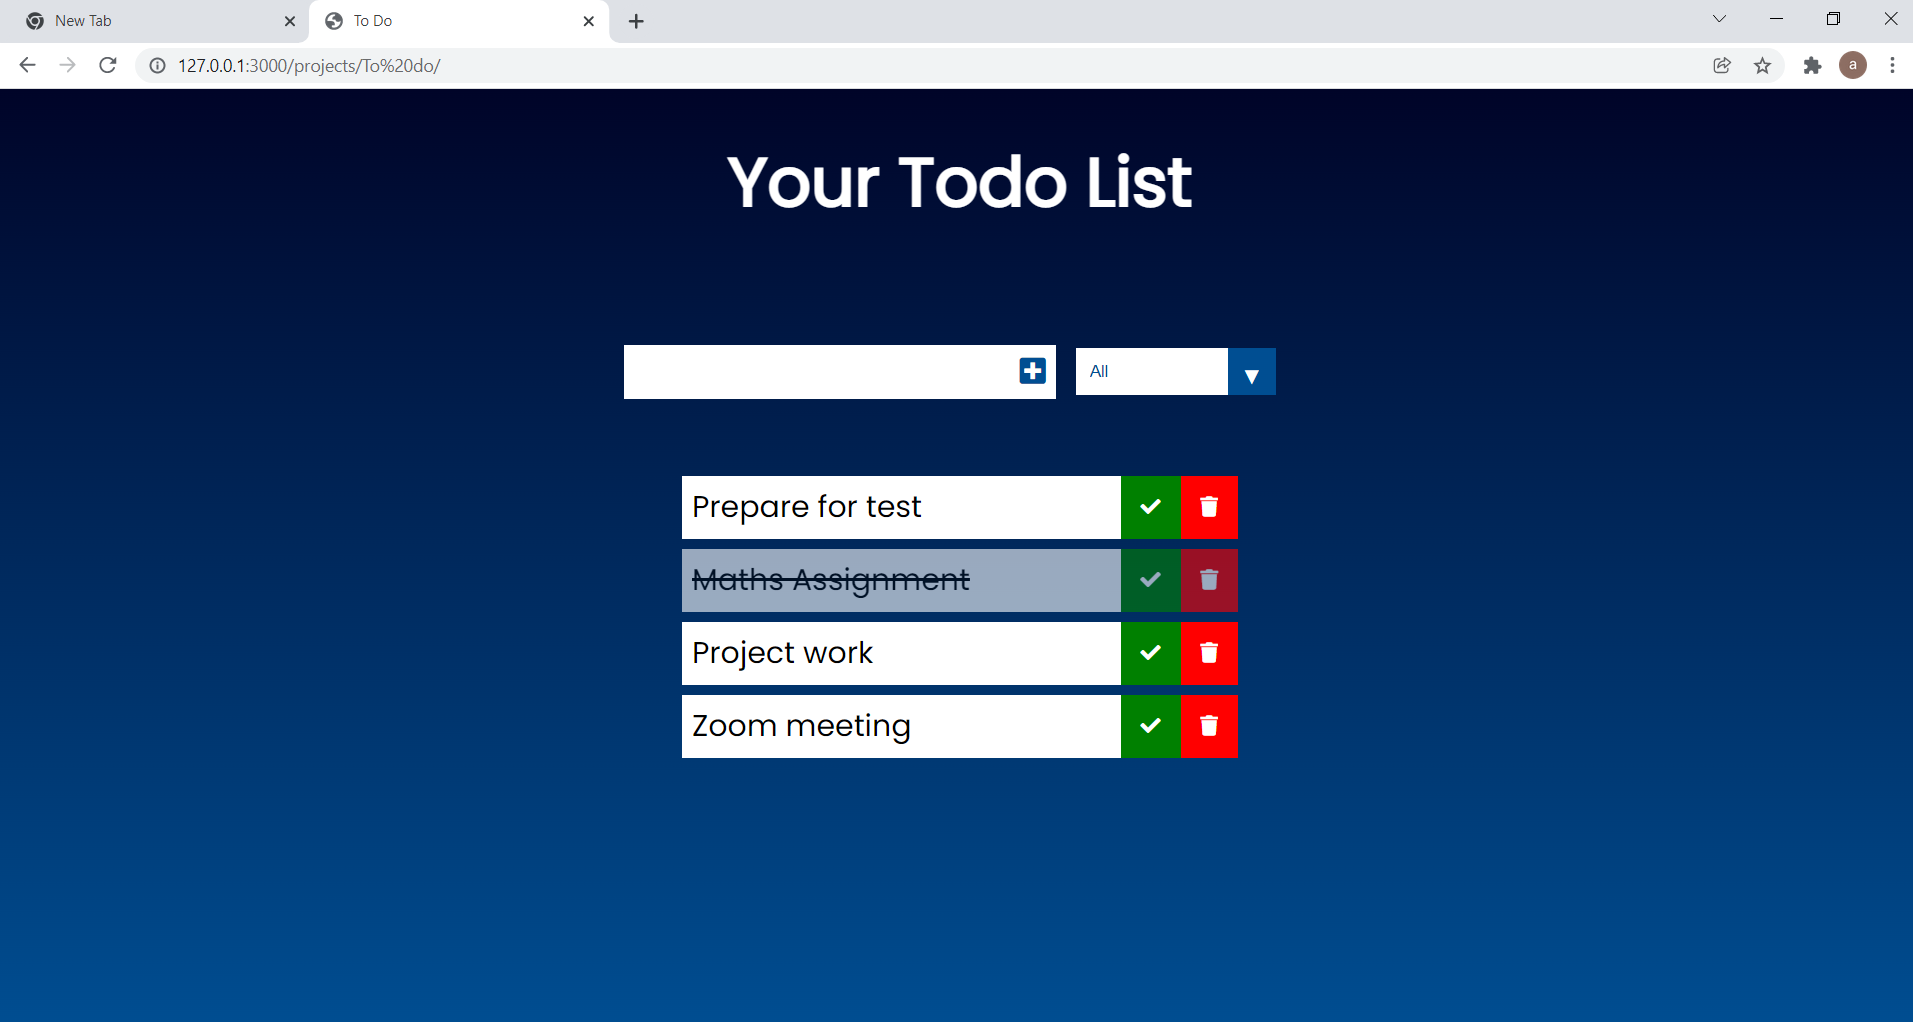 New Tab
To Do
127.0.0.1:3000/projects/To%20do/
a
Your Todo List
All
Prepare for test
Maths Assignment
Project work
Zoom meeting